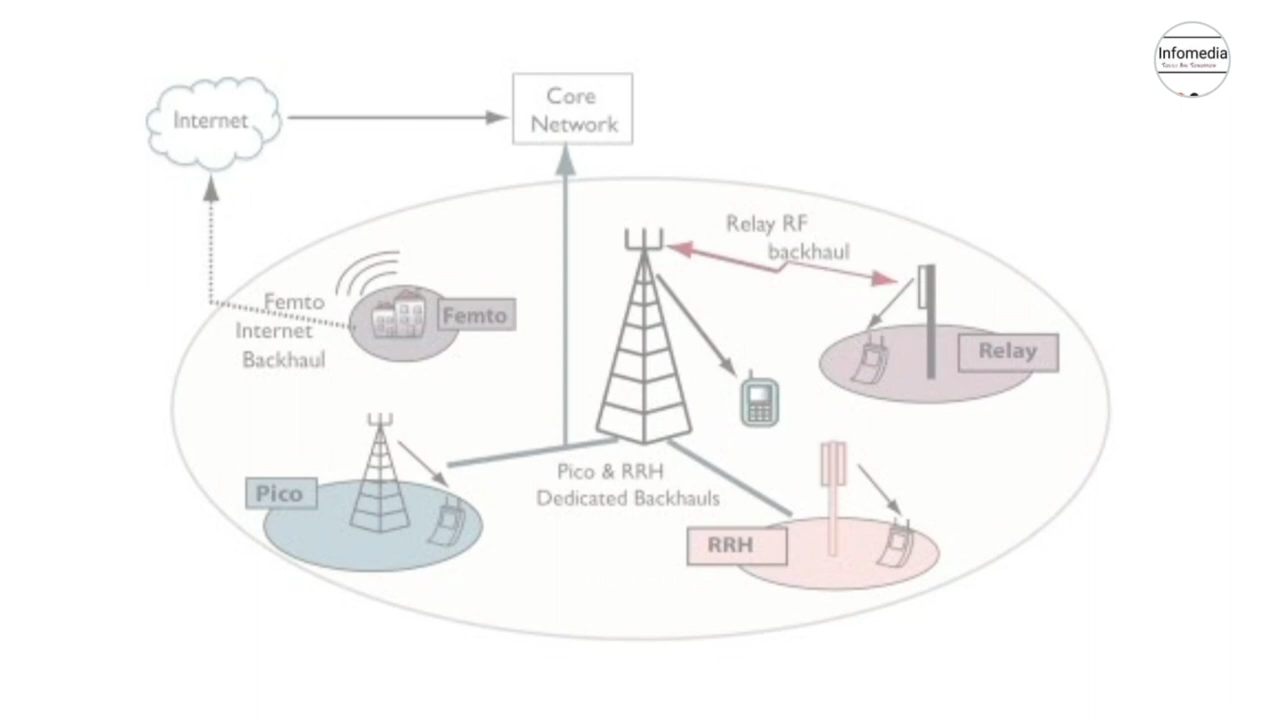 Infomedia
Core
Network
Internet
Relay RF
backhaul
Femto
Internet
Backhaul
Femto
Relay
Pico & RRH
Dedicated Backhauls
Pico
RRH